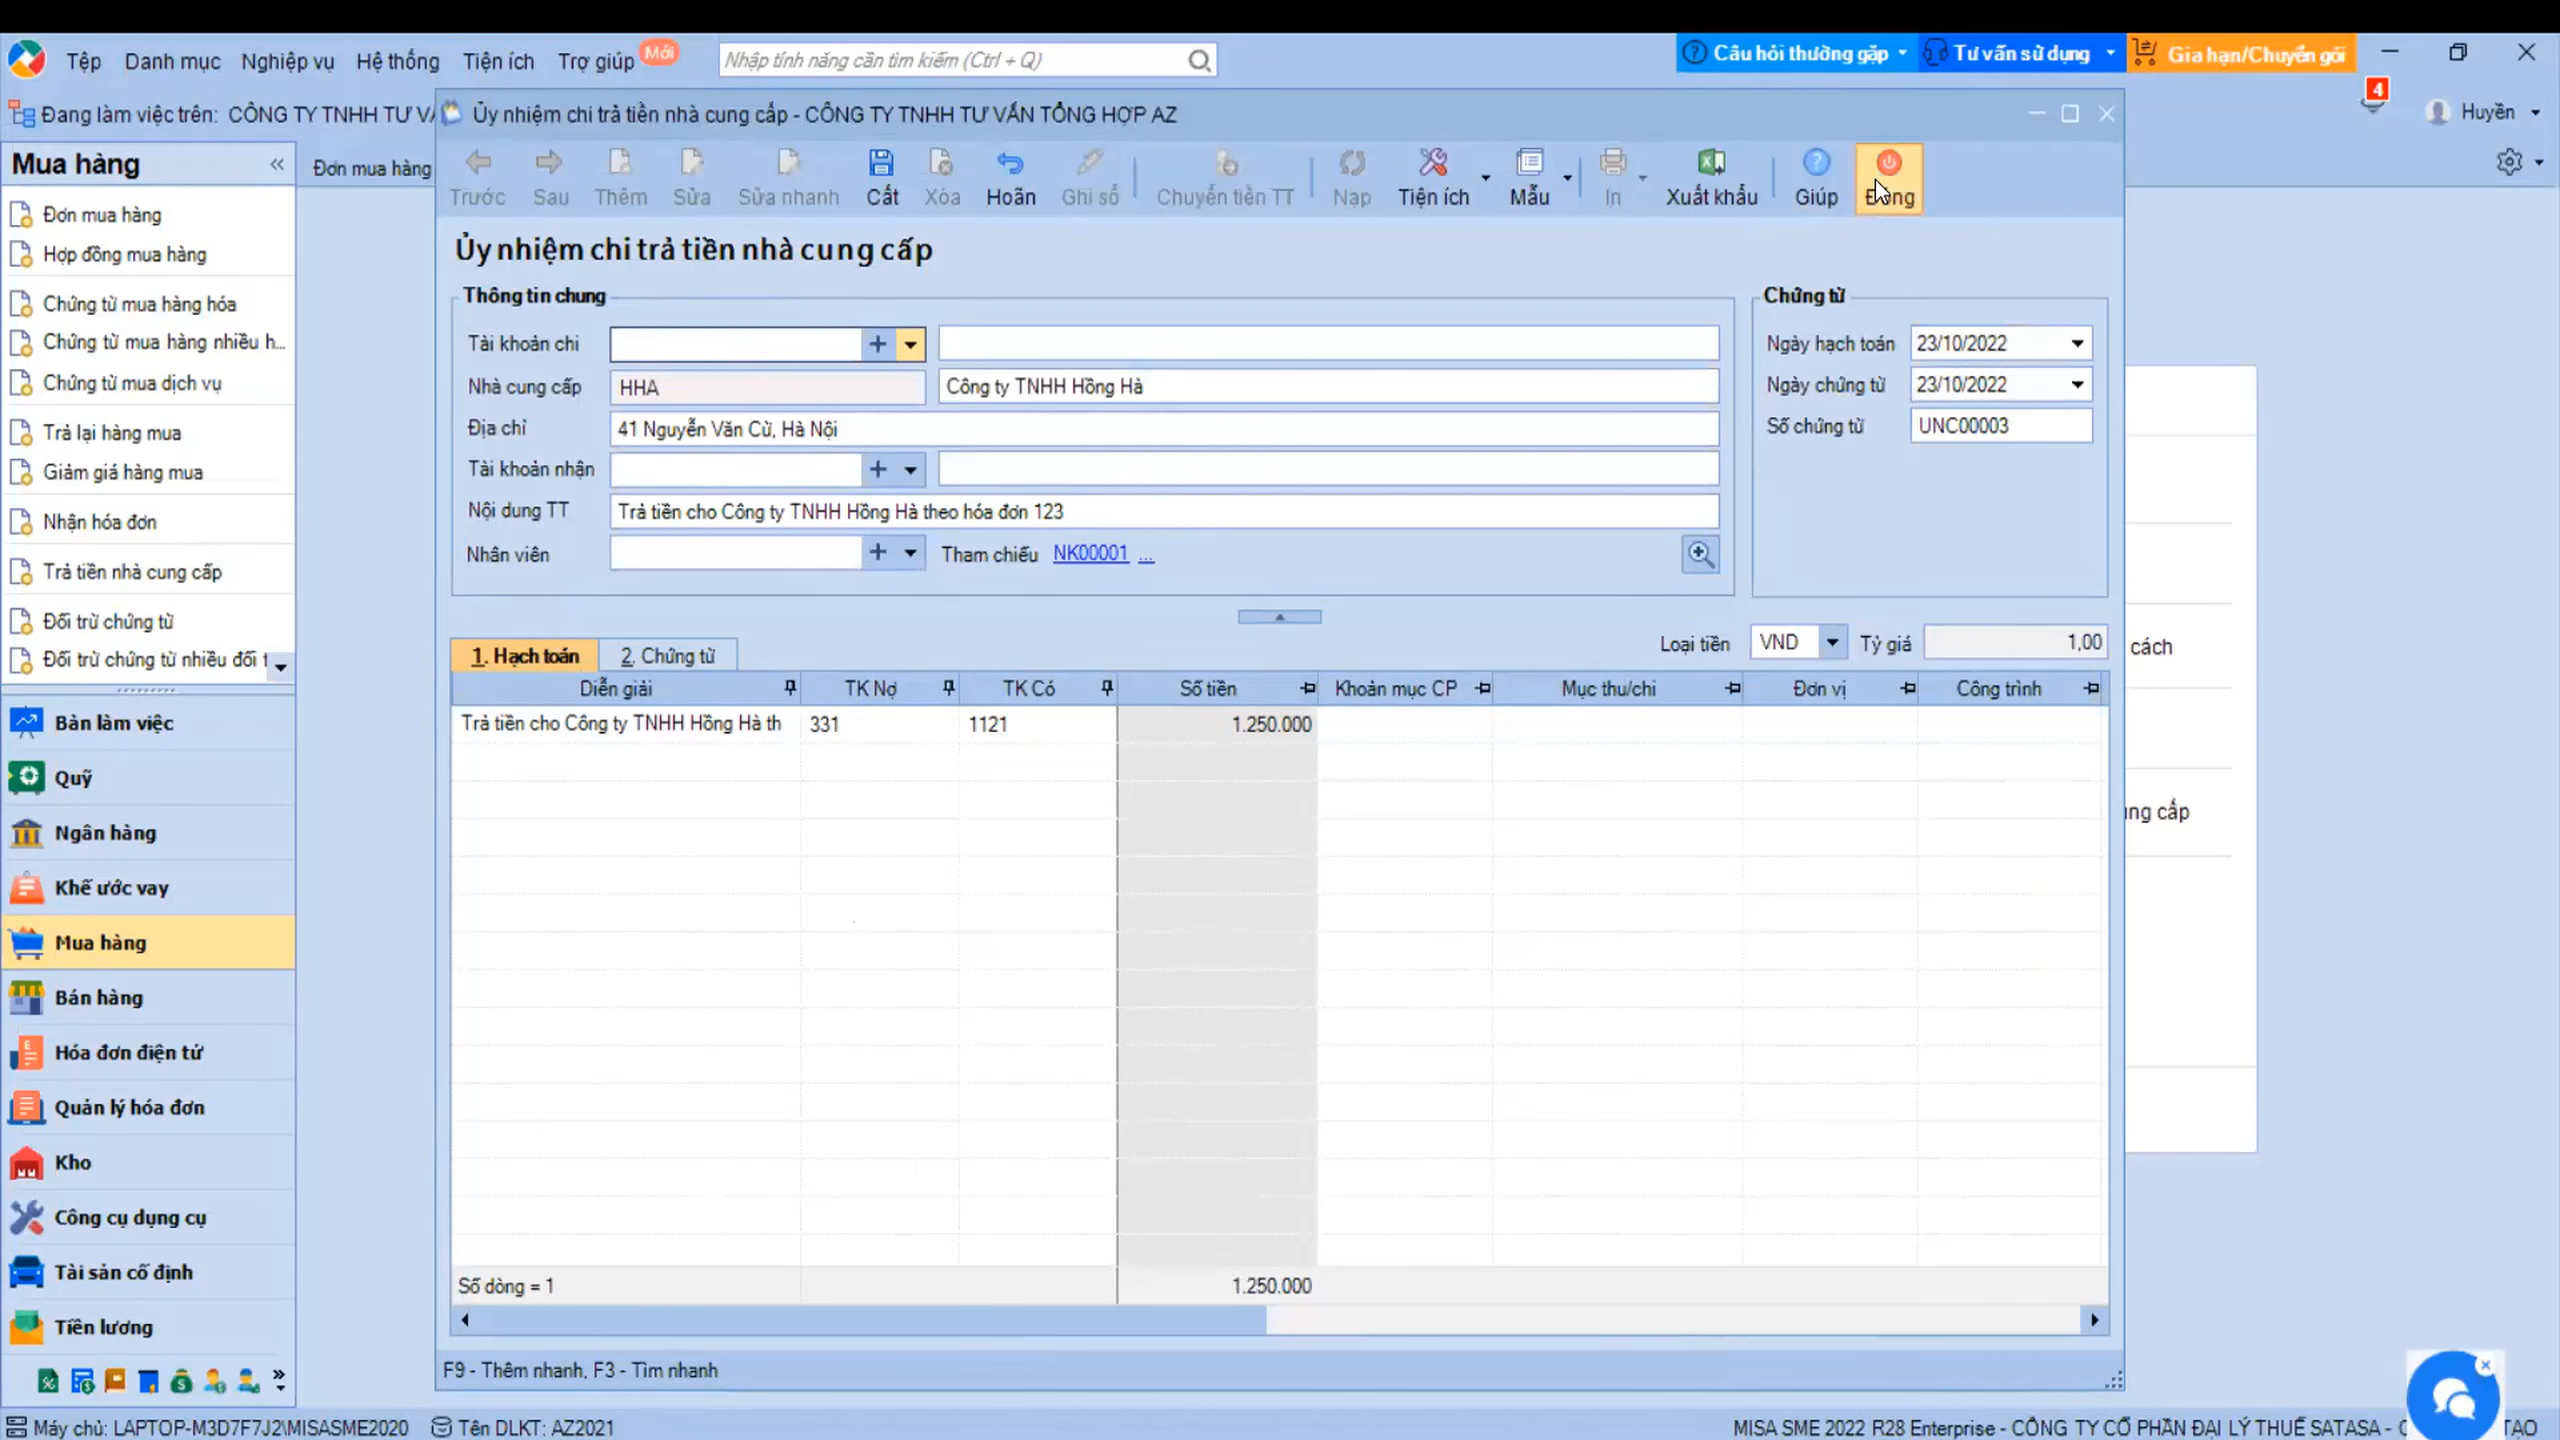 Tệp Danh mục Nghiệp vụ Hệ thống Tiện ích Trợ giúp Mới Nhập tính năng cần tìm kiếm (Ctrl + Q) Câu hỏi thường gặp Tư vấn sử dụng Gia hạn/Chuyển gói
4
Đang làm việc trên: CÔNG TY TNHH TƯ Ủy nhiệm chi trả tiền nhà cung cấp - CÔNG TY TNHH TƯ VẤN TỔNG HỢP AZ Huyền
Mua hàng « Đơn mua hàng
Trước Sau Thêm Sửa Sửa nhanh Cất Xóa Hoãn Ghi sổ Chuyển tiền TT Nạp Tiện ích Mẫu In Xuất khẩu Giúp
Ủy nhiệm chi trả tiền nhà cung cấp
Thông tin chung
Tài khoản chi
Nhà cung cấp HHA Công ty TNHH Hồng Hà
Địa chỉ 41 Nguyễn Văn Cừ, Hà Nội
Tài khoản nhận
Nội dung TT Trả tiền cho Công ty TNHH Hồng Hà theo hóa đơn 123
Nhân viên Tham chiếu NK00001 ...
Chứng từ
Ngày hạch toán 23/10/2022
Ngày chứng từ 23/10/2022
Số chứng từ UNC00003
1. Hạch toán 2. Chứng từ Loại tiền VND Tỷ giá 1,00
Diễn giải TK Nợ TK Có Số tiền Khoản mục CP Mục thu/chi Đơn vị Công trình
Trả tiền cho Công ty TNHH Hồng Hà th 331 1121 1.250.000
Số dòng = 1 1.250.000
F9 - Thêm nhanh, F3 - Tìm nhanh
cách
ng cấp
Đơn mua hàng
Hợp đồng mua hàng
Chứng từ mua hàng hóa
Chứng từ mua hàng nhiều h...
Chứng từ mua dịch vụ
Trả lại hàng mua
Giảm giá hàng mua
Nhận hóa đơn
Trả tiền nhà cung cấp
Đối trừ chứng từ
Đối trừ chứng từ nhiều đối t
Bàn làm việc
Quỹ
Ngân hàng
Khế ước vay
Mua hàng
Bán hàng
Hóa đơn điện tử
Quản lý hóa đơn
Kho
Công cụ dụng cụ
Tài sản cố định
Tiền lương
Máy chủ: LAPTOP-M3D7F7J2\MISASME2020 Tên DLKT: AZ2021 MISA SME 2022 R28 Enterprise - CÔNG TY CỔ PHẦN ĐẠI LÝ THUẾ SATASA -